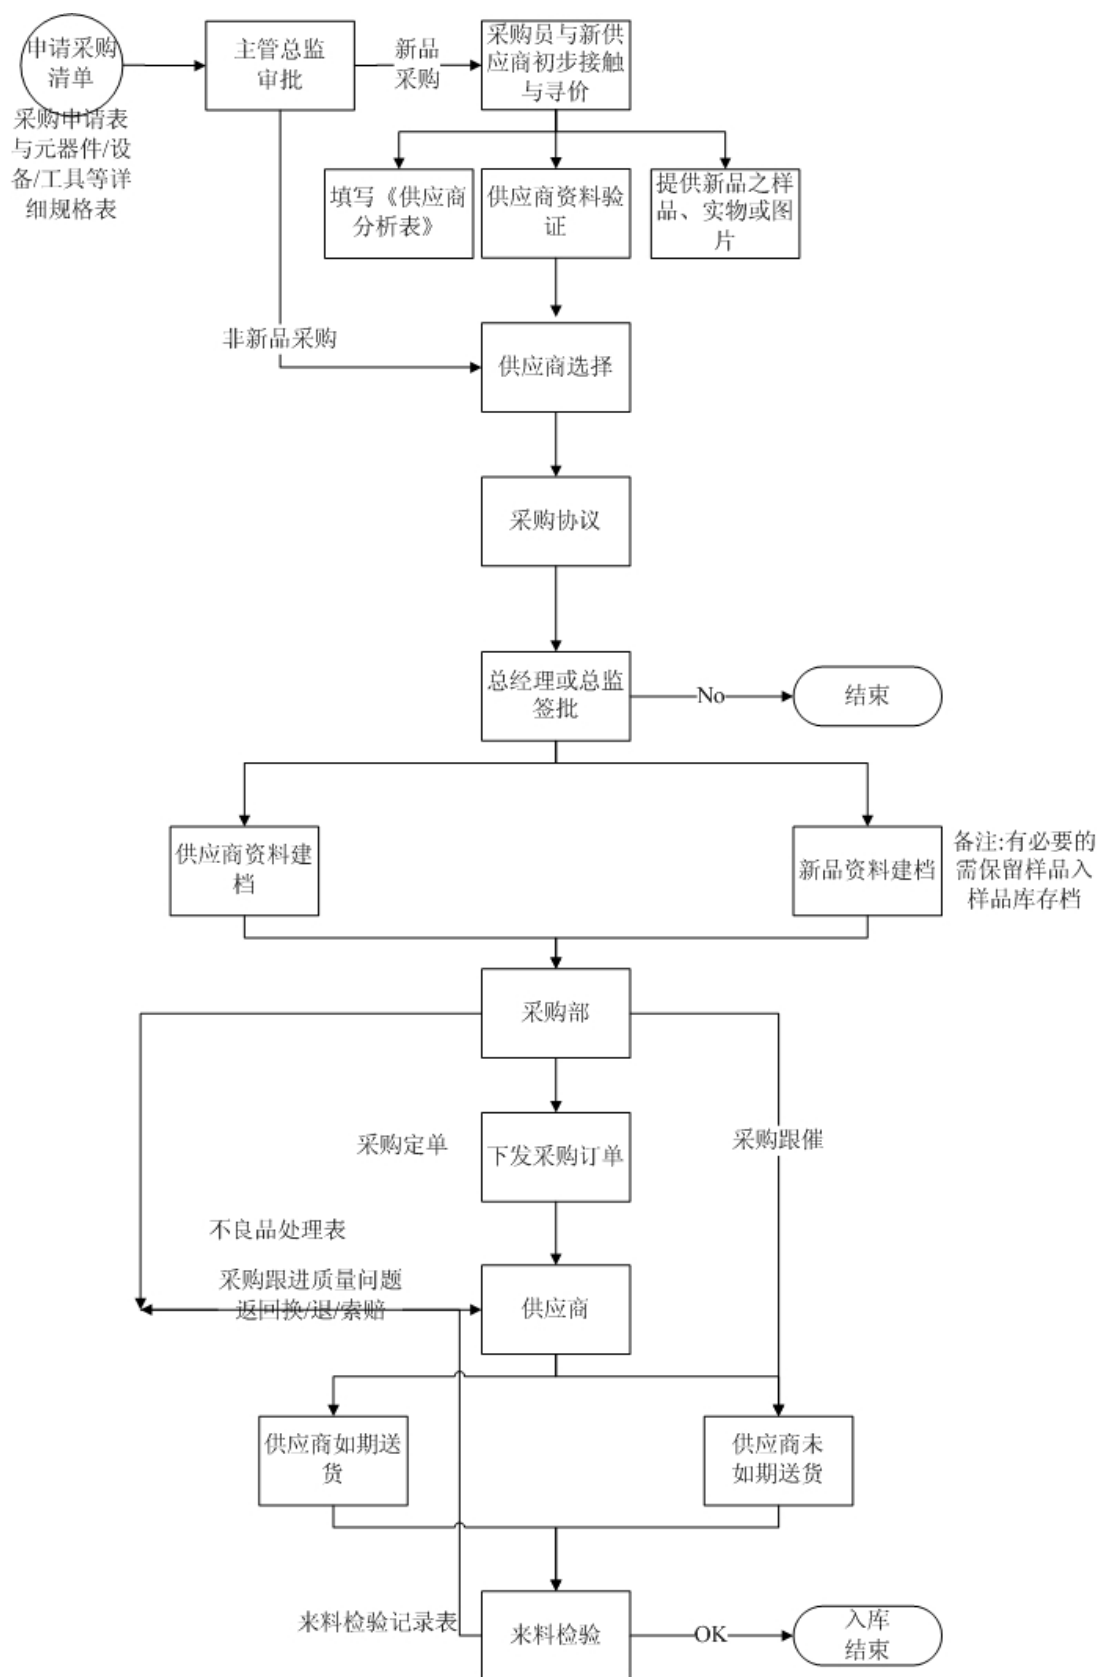 申请采购
清单
采购申请表
与元器件/设
备/工具等详
细规格表
主管总监
审批
新品
采购
采购员与新供
应商初步接触
与寻价
填写《供应商
分析表》
供应商资料验
证
提供新品之样
品、实物或图
片
非新品采购
供应商选择
采购协议
总经理或总监
签批
No
结束
供应商资料建
档
新品资料建档
备注:有必要的
需保留样品入
样品库存档
采购部
采购定单
下发采购订单
采购跟催
不良品处理表
采购跟进质量问题
返回换/退/索赔
供应商
供应商如期送
货
供应商未
如期送货
来料检验记录表
来料检验
OK
入库
结束